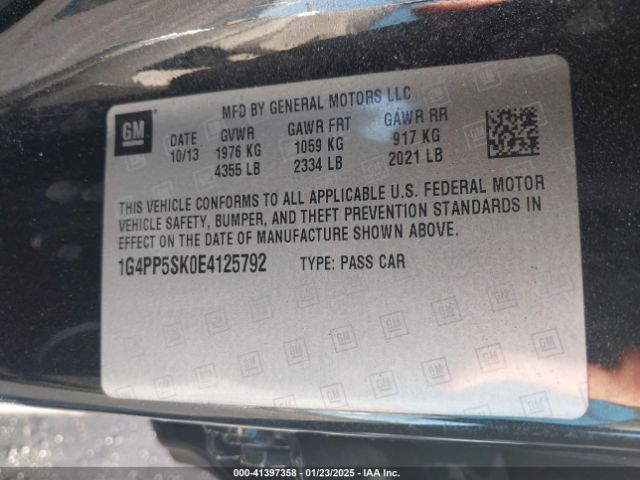 GM
MFD BY GENERAL MOTORS LLC
DATE GVWR GAWR FRT GAWR RR
10/13 1976 KG 1059 KG 917 KG
4355 LB 2334 LB 2021 LB
THIS VEHICLE CONFORMS TO ALL APPLICABLE U.S. FEDERAL MOTOR
VEHICLE SAFETY, BUMPER, AND THEFT PREVENTION STANDARDS IN
EFFECT ON THE DATE OF MANUFACTURE SHOWN ABOVE.
1G4PP5SK0E4125792 TYPE: PASS CAR
000-41397358 - 01/23/2025 - IAA Inc.